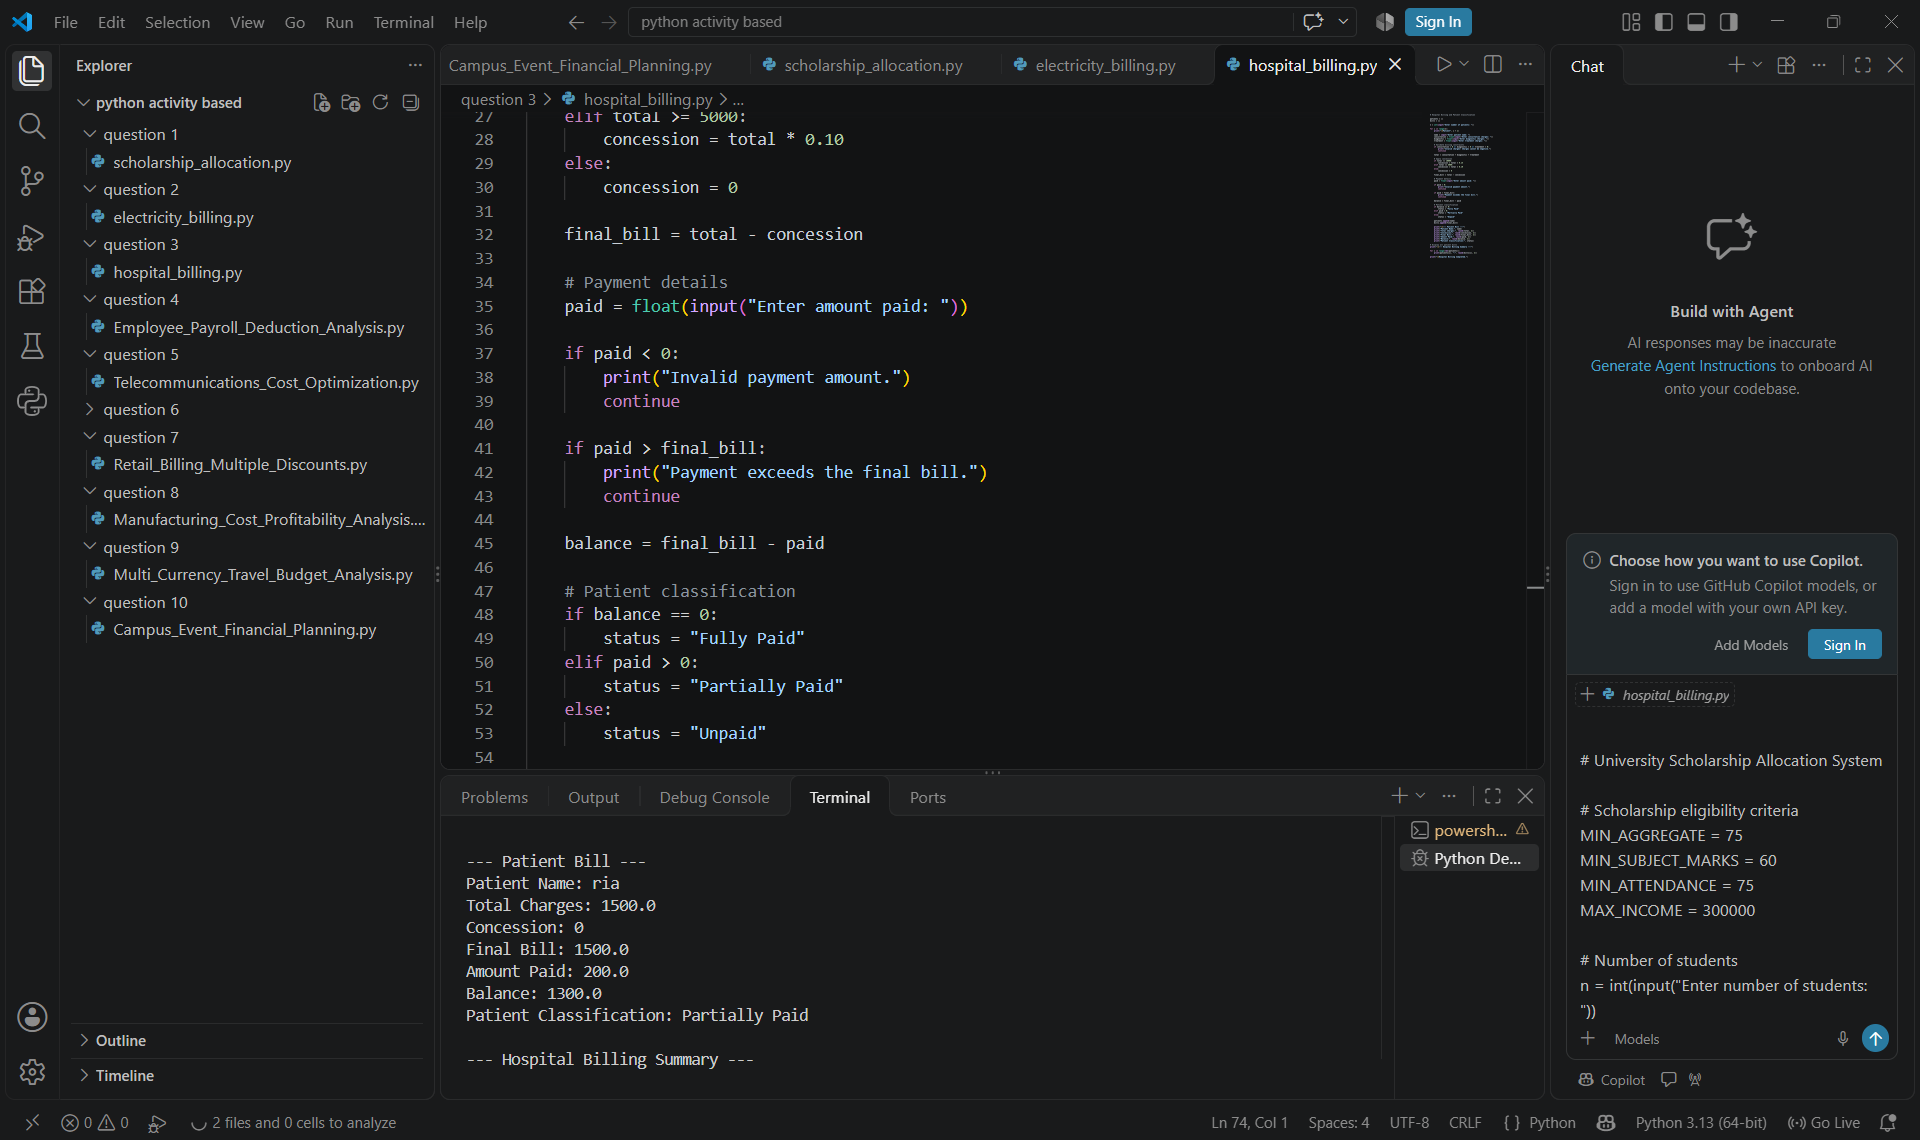 File Edit Selection View Go Run Terminal Help
python activity based
Sign In
Explorer
python activity based
question 1
scholarship_allocation.py
question 2
electricity_billing.py
question 3
hospital_billing.py
question 4
Employee_Payroll_Deduction_Analysis.py
question 5
Telecommunications_Cost_Optimization.py
question 6
question 7
Retail_Billing_Multiple_Discounts.py
question 8
Manufacturing_Cost_Profitability_Analysis....
question 9
Multi_Currency_Travel_Budget_Analysis.py
question 10
Campus_Event_Financial_Planning.py
Outline
Timeline
Campus_Event_Financial_Planning.py scholarship_allocation.py electricity_billing.py hospital_billing.py
question 3 > hospital_billing.py > ...
27 elif total >= 5000:
28 concession = total * 0.10
29 else:
30 concession = 0
31
32 final_bill = total - concession
33
34 # Payment details
35 paid = float(input("Enter amount paid: "))
36
37 if paid < 0:
38 print("Invalid payment amount.")
39 continue
40
41 if paid > final_bill:
42 print("Payment exceeds the final bill.")
43 continue
44
45 balance = final_bill - paid
46
47 # Patient classification
48 if balance == 0:
49 status = "Fully Paid"
50 elif paid > 0:
51 status = "Partially Paid"
52 else:
53 status = "Unpaid"
54
Problems Output Debug Console Terminal Ports
--- Patient Bill ---
Patient Name: ria
Total Charges: 1500.0
Concession: 0
Final Bill: 1500.0
Amount Paid: 200.0
Balance: 1300.0
Patient Classification: Partially Paid
--- Hospital Billing Summary ---
powersh...
Python De...
Chat
Build with Agent
AI responses may be inaccurate
Generate Agent Instructions to onboard AI
onto your codebase.
Choose how you want to use Copilot.
Sign in to use GitHub Copilot models, or
add a model with your own API key.
Add Models Sign In
hospital_billing.py
# University Scholarship Allocation System
# Scholarship eligibility criteria
MIN_AGGREGATE = 75
MIN_SUBJECT_MARKS = 60
MIN_ATTENDANCE = 75
MAX_INCOME = 300000
# Number of students
n = int(input("Enter number of students:
"))
Models
Copilot
0 0 2 files and 0 cells to analyze
Ln 74, Col 1 Spaces: 4 UTF-8 CRLF { } Python Python 3.13 (64-bit) Go Live